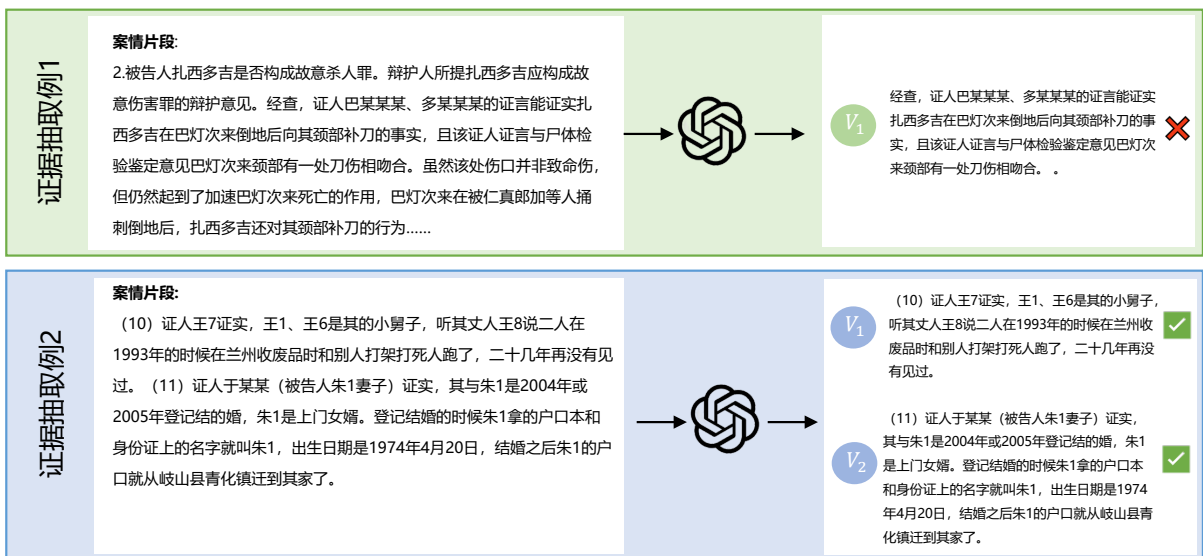 证据抽取例1
案情片段:
2.被告人扎西多吉是否构成故意杀人罪。辩护人所提扎西多吉应构成故
意伤害罪的辩护意见。经查，证人巴某某某、多某某某的证言能证实扎
西多吉在巴灯次来倒地后向其颈部补刀的事实，且该证人证言与尸体检
验鉴定意见巴灯次来颈部有一处刀伤相吻合。虽然该处伤口并非致命伤，
但仍然起到了加速巴灯次来死亡的作用，巴灯次来在被仁真郎加等人捅
刺倒地后，扎西多吉还对其颈部补刀的行为......
V1
经查，证人巴某某某、多某某某的证言能证实
扎西多吉在巴灯次来倒地后向其颈部补刀的事
实，且该证人证言与尸体检验鉴定意见巴灯次
来颈部有一处刀伤相吻合。 。
证据抽取例2
案情片段:
（10）证人王7证实，王1、王6是其的小舅子，听其丈人王8说二人在
1993年的时候在兰州收废品时和别人打架打死人跑了，二十几年再没有见
过。（11）证人于某某（被告人朱1妻子）证实，其与朱1是2004年或
2005年登记结的婚，朱1是上门女婿。登记结婚的时候朱1拿的户口本和
身份证上的名字就叫朱1，出生日期是1974年4月20日，结婚之后朱1的户
口就从岐山县青化镇迁到其家了。
V1
（10）证人王7证实，王1、王6是其的小舅子，
听其丈人王8说二人在1993年的时候在兰州收
废品时和别人打架打死人跑了，二十几年再没
有见过。
V2
（11）证人于某某（被告人朱1妻子）证实，
其与朱1是2004年或2005年登记结的婚，朱1
是上门女婿。登记结婚的时候朱1拿的户口本
和身份证上的名字就叫朱1，出生日期是1974
年4月20日，结婚之后朱1的户口就从岐山县青
化镇迁到其家了。